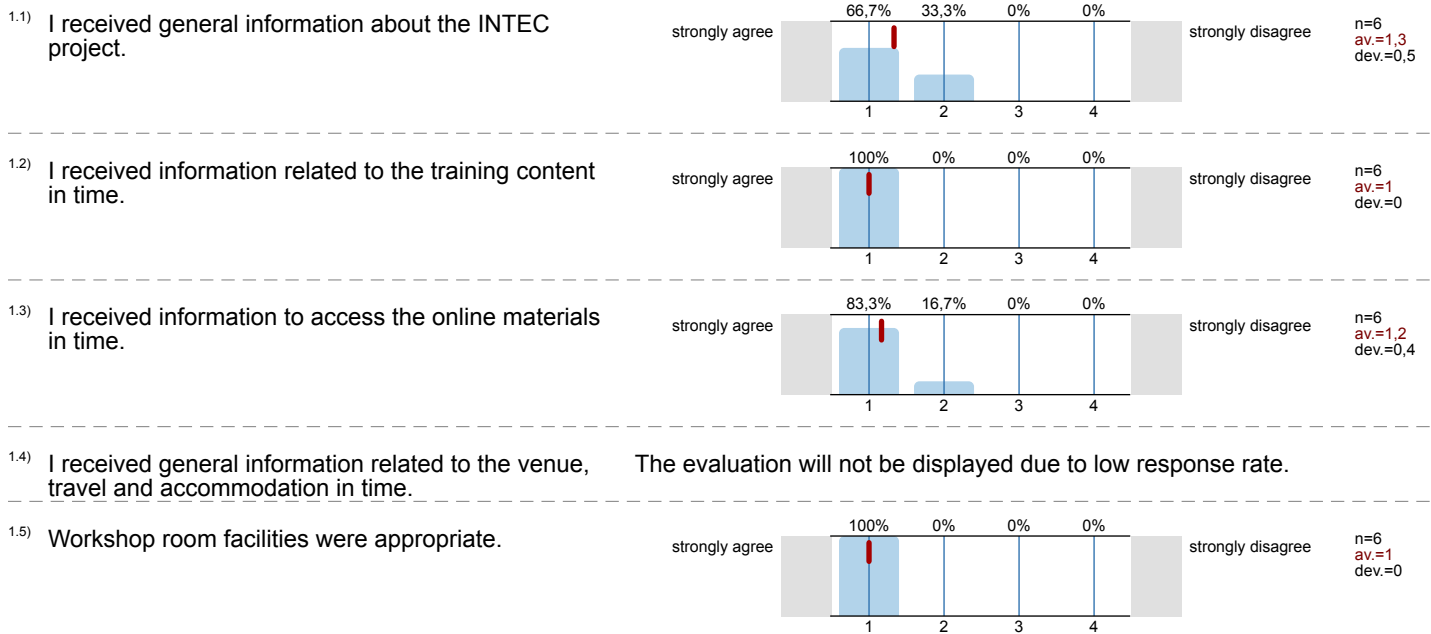 1.1) I received general information about the INTEC
project.
66,7% 33,3% 0% 0%
strongly agree
strongly disagree
n=6
av.=1,3
dev.=0,5
1 2 3 4
1.2) I received information related to the training content
in time.
100% 0% 0% 0%
strongly agree
strongly disagree
n=6
av.=1
dev.=0
1 2 3 4
1.3) I received information to access the online materials
in time.
83,3% 16,7% 0% 0%
strongly agree
strongly disagree
n=6
av.=1,2
dev.=0,4
1 2 3 4
1.4) I received general information related to the venue,
travel and accommodation in time.
The evaluation will not be displayed due to low response rate.
1.5) Workshop room facilities were appropriate.
100% 0% 0% 0%
strongly agree
strongly disagree
n=6
av.=1
dev.=0
1 2 3 4